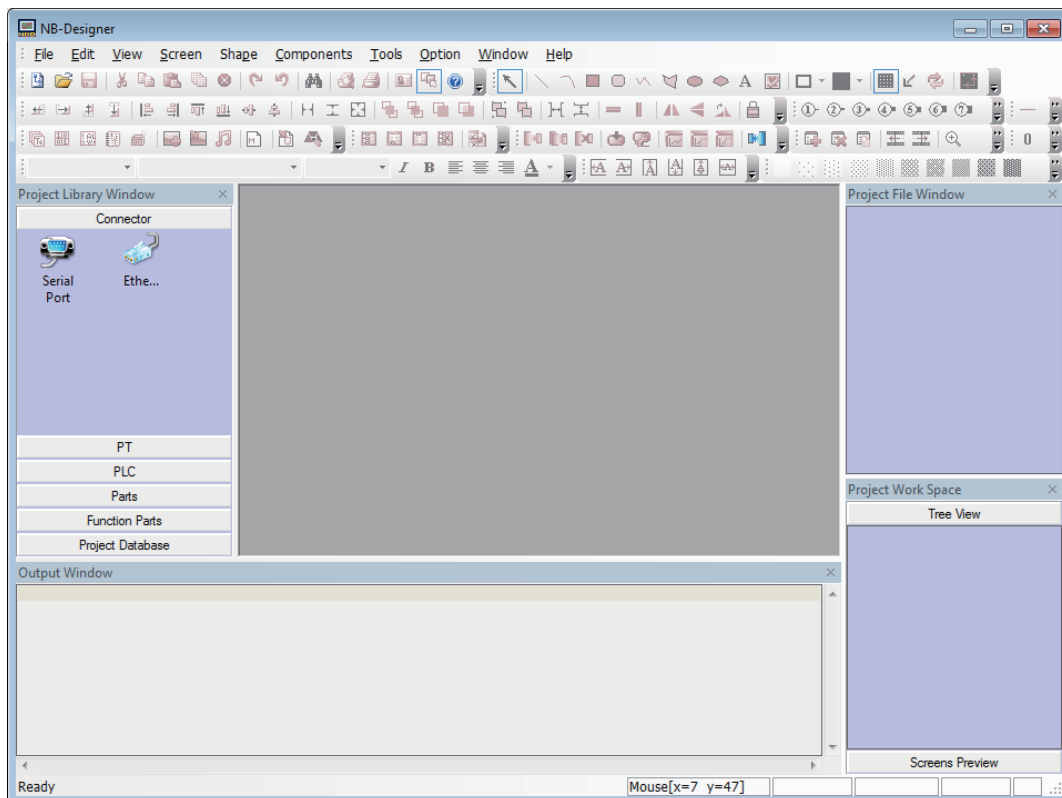 NB-Designer
File Edit View Screen Shape Components Tools Option Window Help
Project Library Window
Connector
Serial Port
Ethe...
PT
PLC
Parts
Function Parts
Project Database
Project File Window
Project Work Space
Tree View
Screens Preview
Output Window
Ready
Mouse[x=7 y=47]